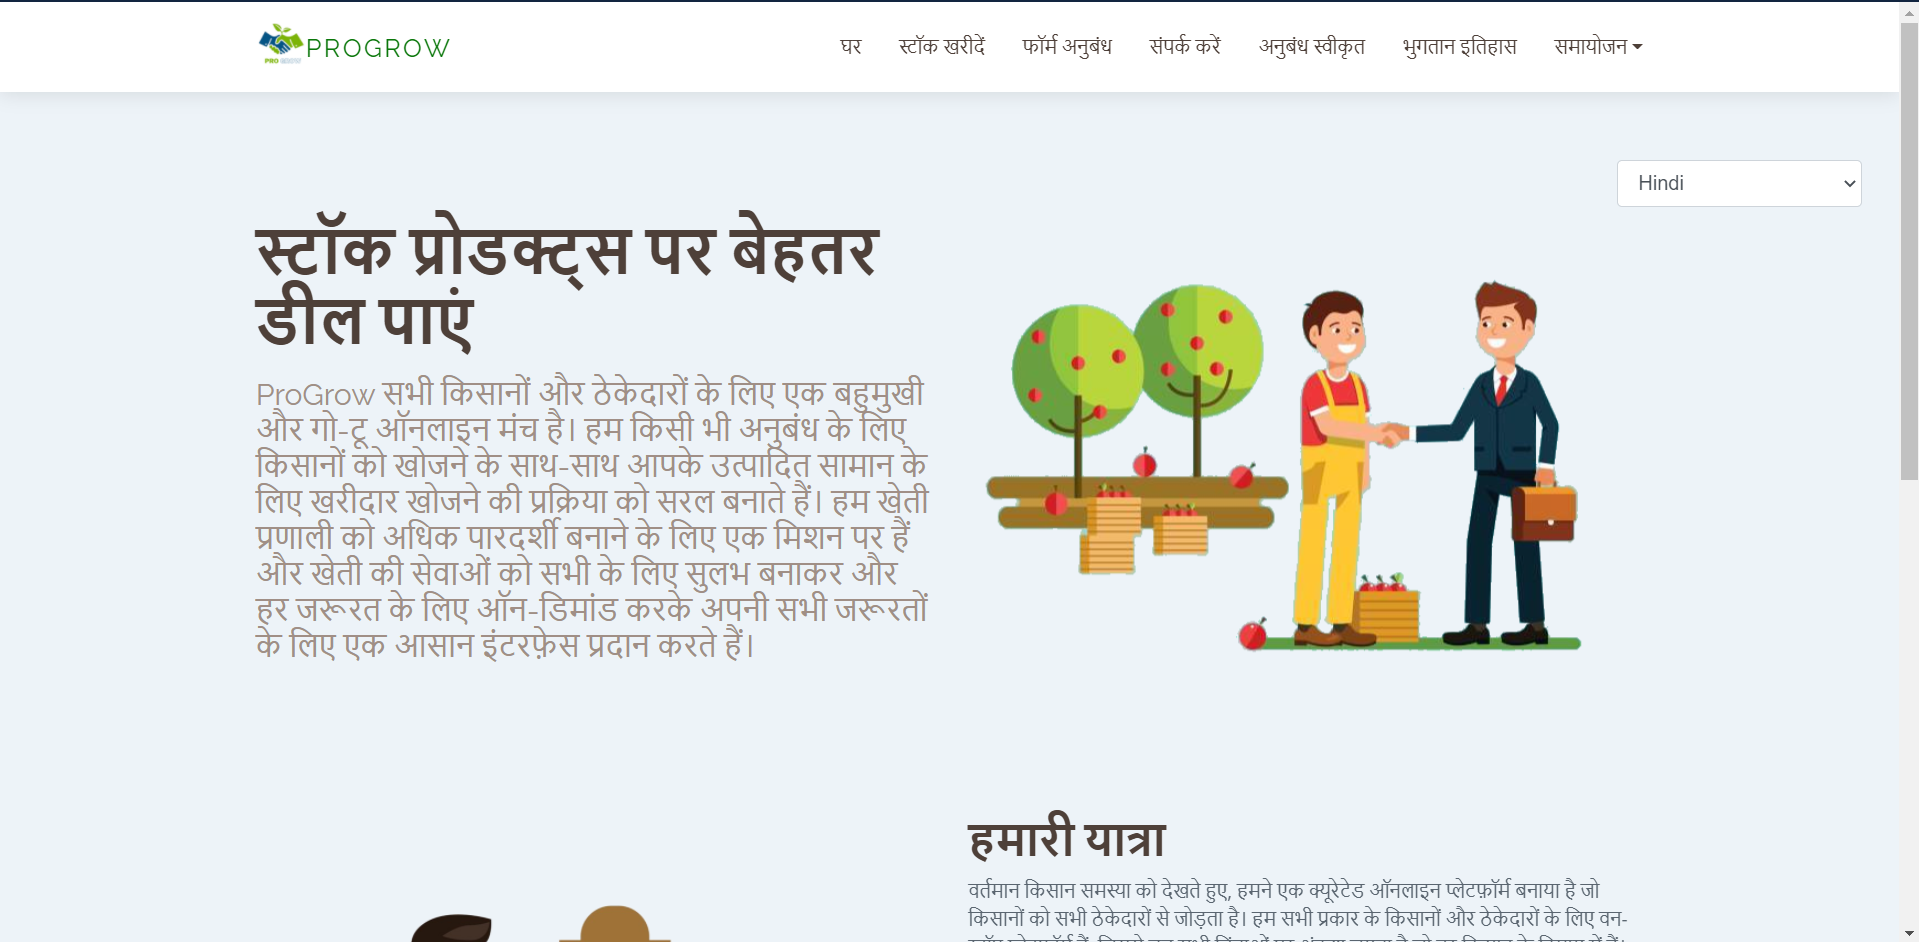 PROGROW
PRO GROW
घर स्टॉक खरीदें फॉर्म अनुबंध संपर्क करें अनुबंध स्वीकृत भुगतान इतिहास समायोजन
Hindi
स्टॉक प्रोडक्ट्स पर बेहतर
डील पाएं
ProGrow सभी किसानों और ठेकेदारों के लिए एक बहुमुखी
और गो-टू ऑनलाइन मंच है। हम किसी भी अनुबंध के लिए
किसानों को खोजने के साथ-साथ आपके उत्पादित सामान के
लिए खरीदार खोजने की प्रक्रिया को सरल बनाते हैं। हम खेती
प्रणाली को अधिक पारदर्शी बनाने के लिए एक मिशन पर हैं
और खेती की सेवाओं को सभी के लिए सुलभ बनाकर और
हर जरूरत के लिए ऑन-डिमांड करके अपनी सभी जरूरतों
के लिए एक आसान इंटरफ़ेस प्रदान करते हैं।
हमारी यात्रा
वर्तमान किसान समस्या को देखते हुए, हमने एक क्यूरेटेड ऑनलाइन प्लेटफ़ॉर्म बनाया है जो
किसानों को सभी ठेकेदारों से जोड़ता है। हम सभी प्रकार के किसानों और ठेकेदारों के लिए वन-